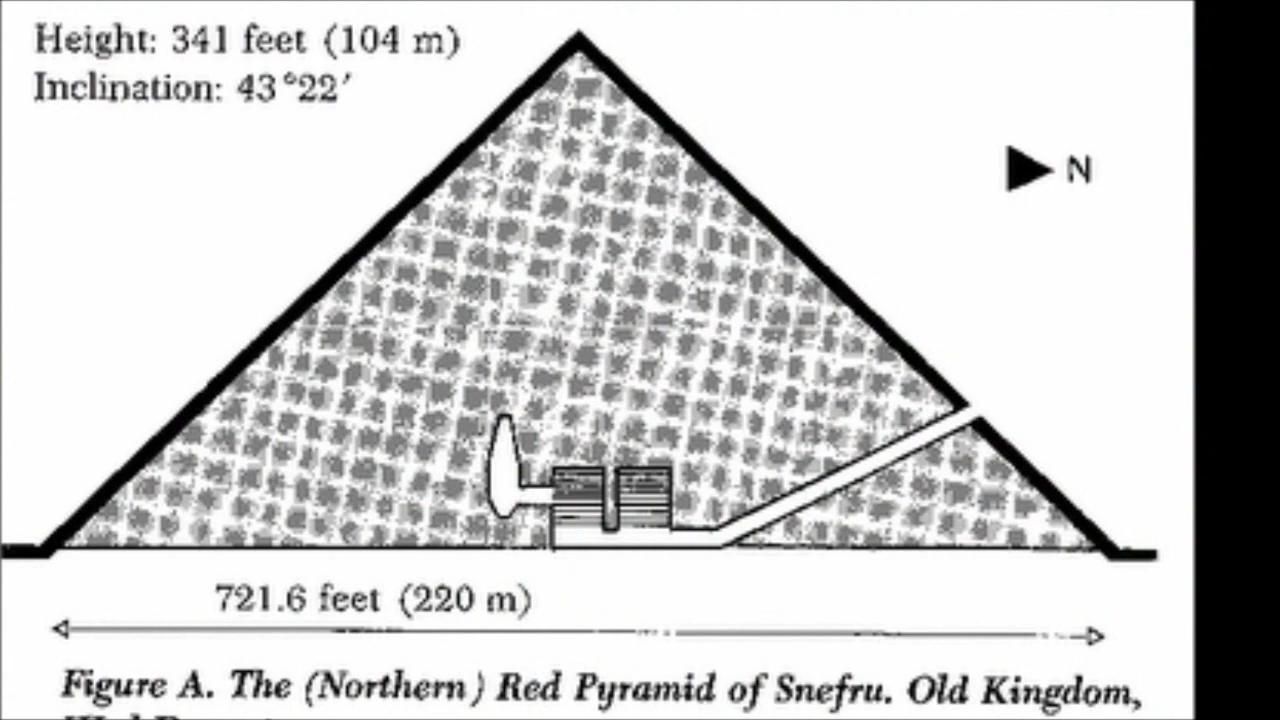 Height: 341 feet (104 m)
Inclination: 43°22′
N
721.6 feet (220 m)
Figure A. The (Northern) Red Pyramid of Snefru. Old Kingdom,